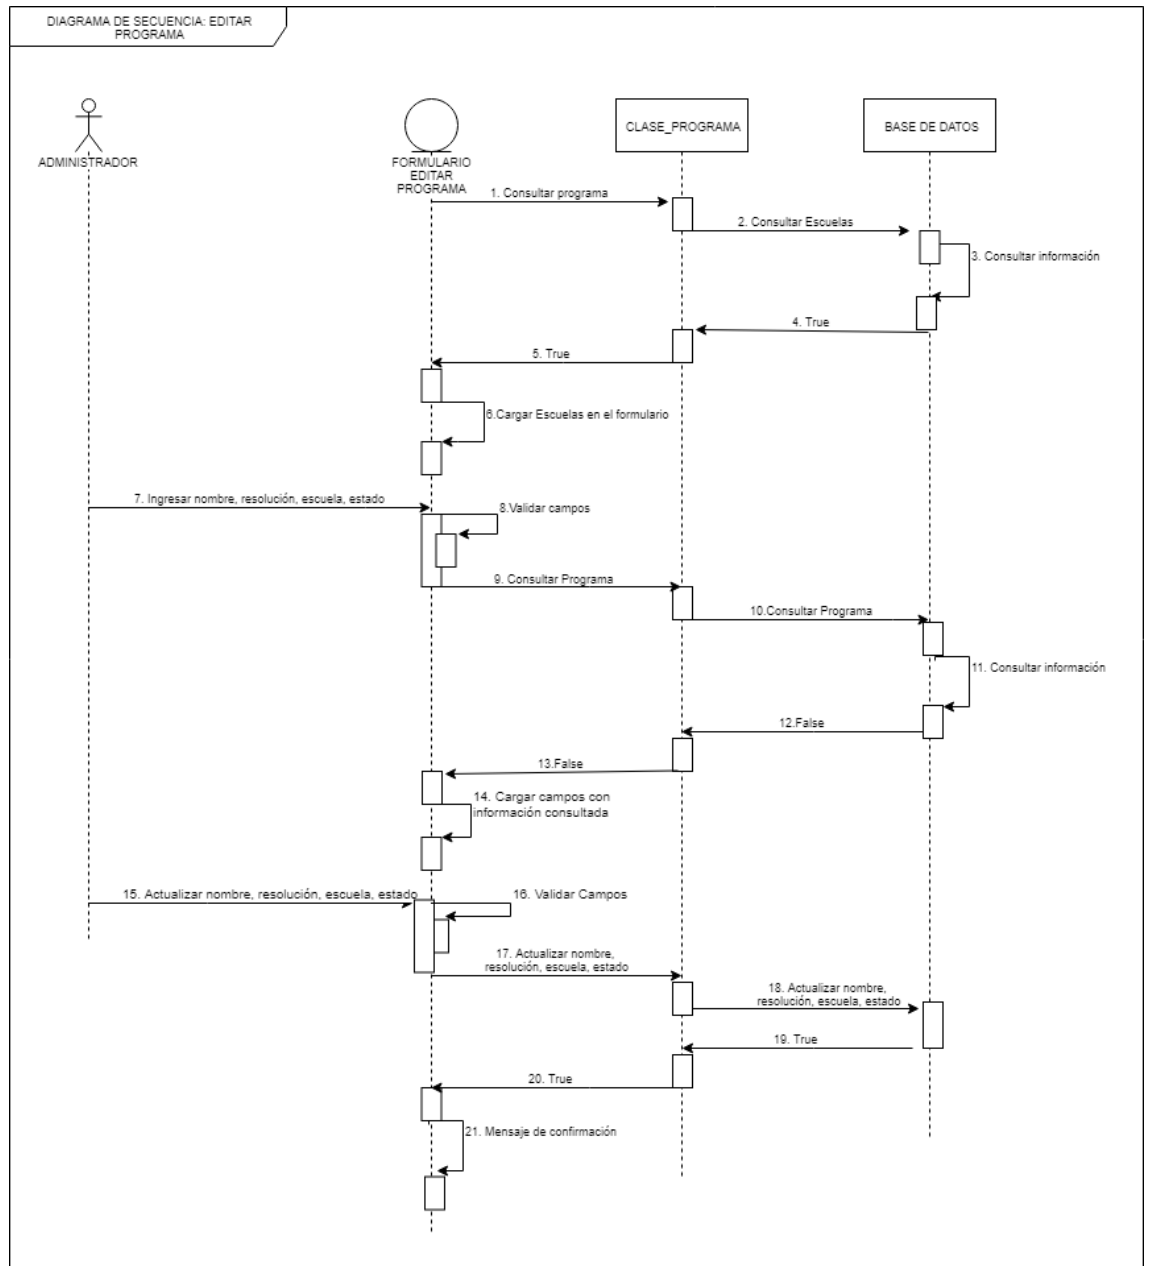 DIAGRAMA DE SECUENCIA: EDITAR
PROGRAMA
ADMINISTRADOR
FORMULARIO
EDITAR
PROGRAMA
CLASE_PROGRAMA
BASE DE DATOS
1. Consultar programa
2. Consultar Escuelas
3. Consultar información
4. True
5. True
6.Cargar Escuelas en el formulario
7. Ingresar nombre, resolución, escuela, estado
8.Validar campos
9. Consultar Programa
10.Consultar Programa
11. Consultar información
12.False
13.False
14. Cargar campos con
información consultada
15. Actualizar nombre, resolución, escuela, estado
16. Validar Campos
17. Actualizar nombre,
resolución, escuela, estado
18. Actualizar nombre,
resolución, escuela, estado
19. True
20. True
21. Mensaje de confirmación